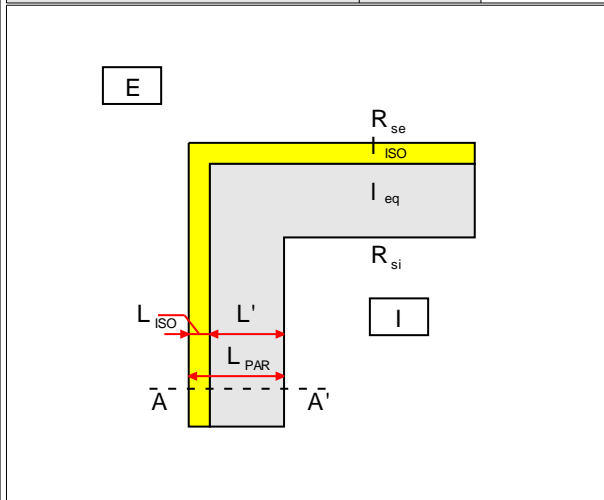 E
R se
l ISO
l eq
R si
L ISO
L'
I
L PAR
A
A'